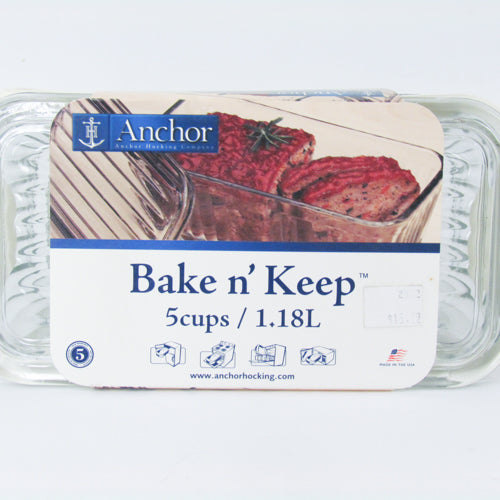 Anchor
Anchor Hocking Company
Bake n' Keep™
5cups / 1.18L
5
www.anchorhocking.com
MADE IN THE USA